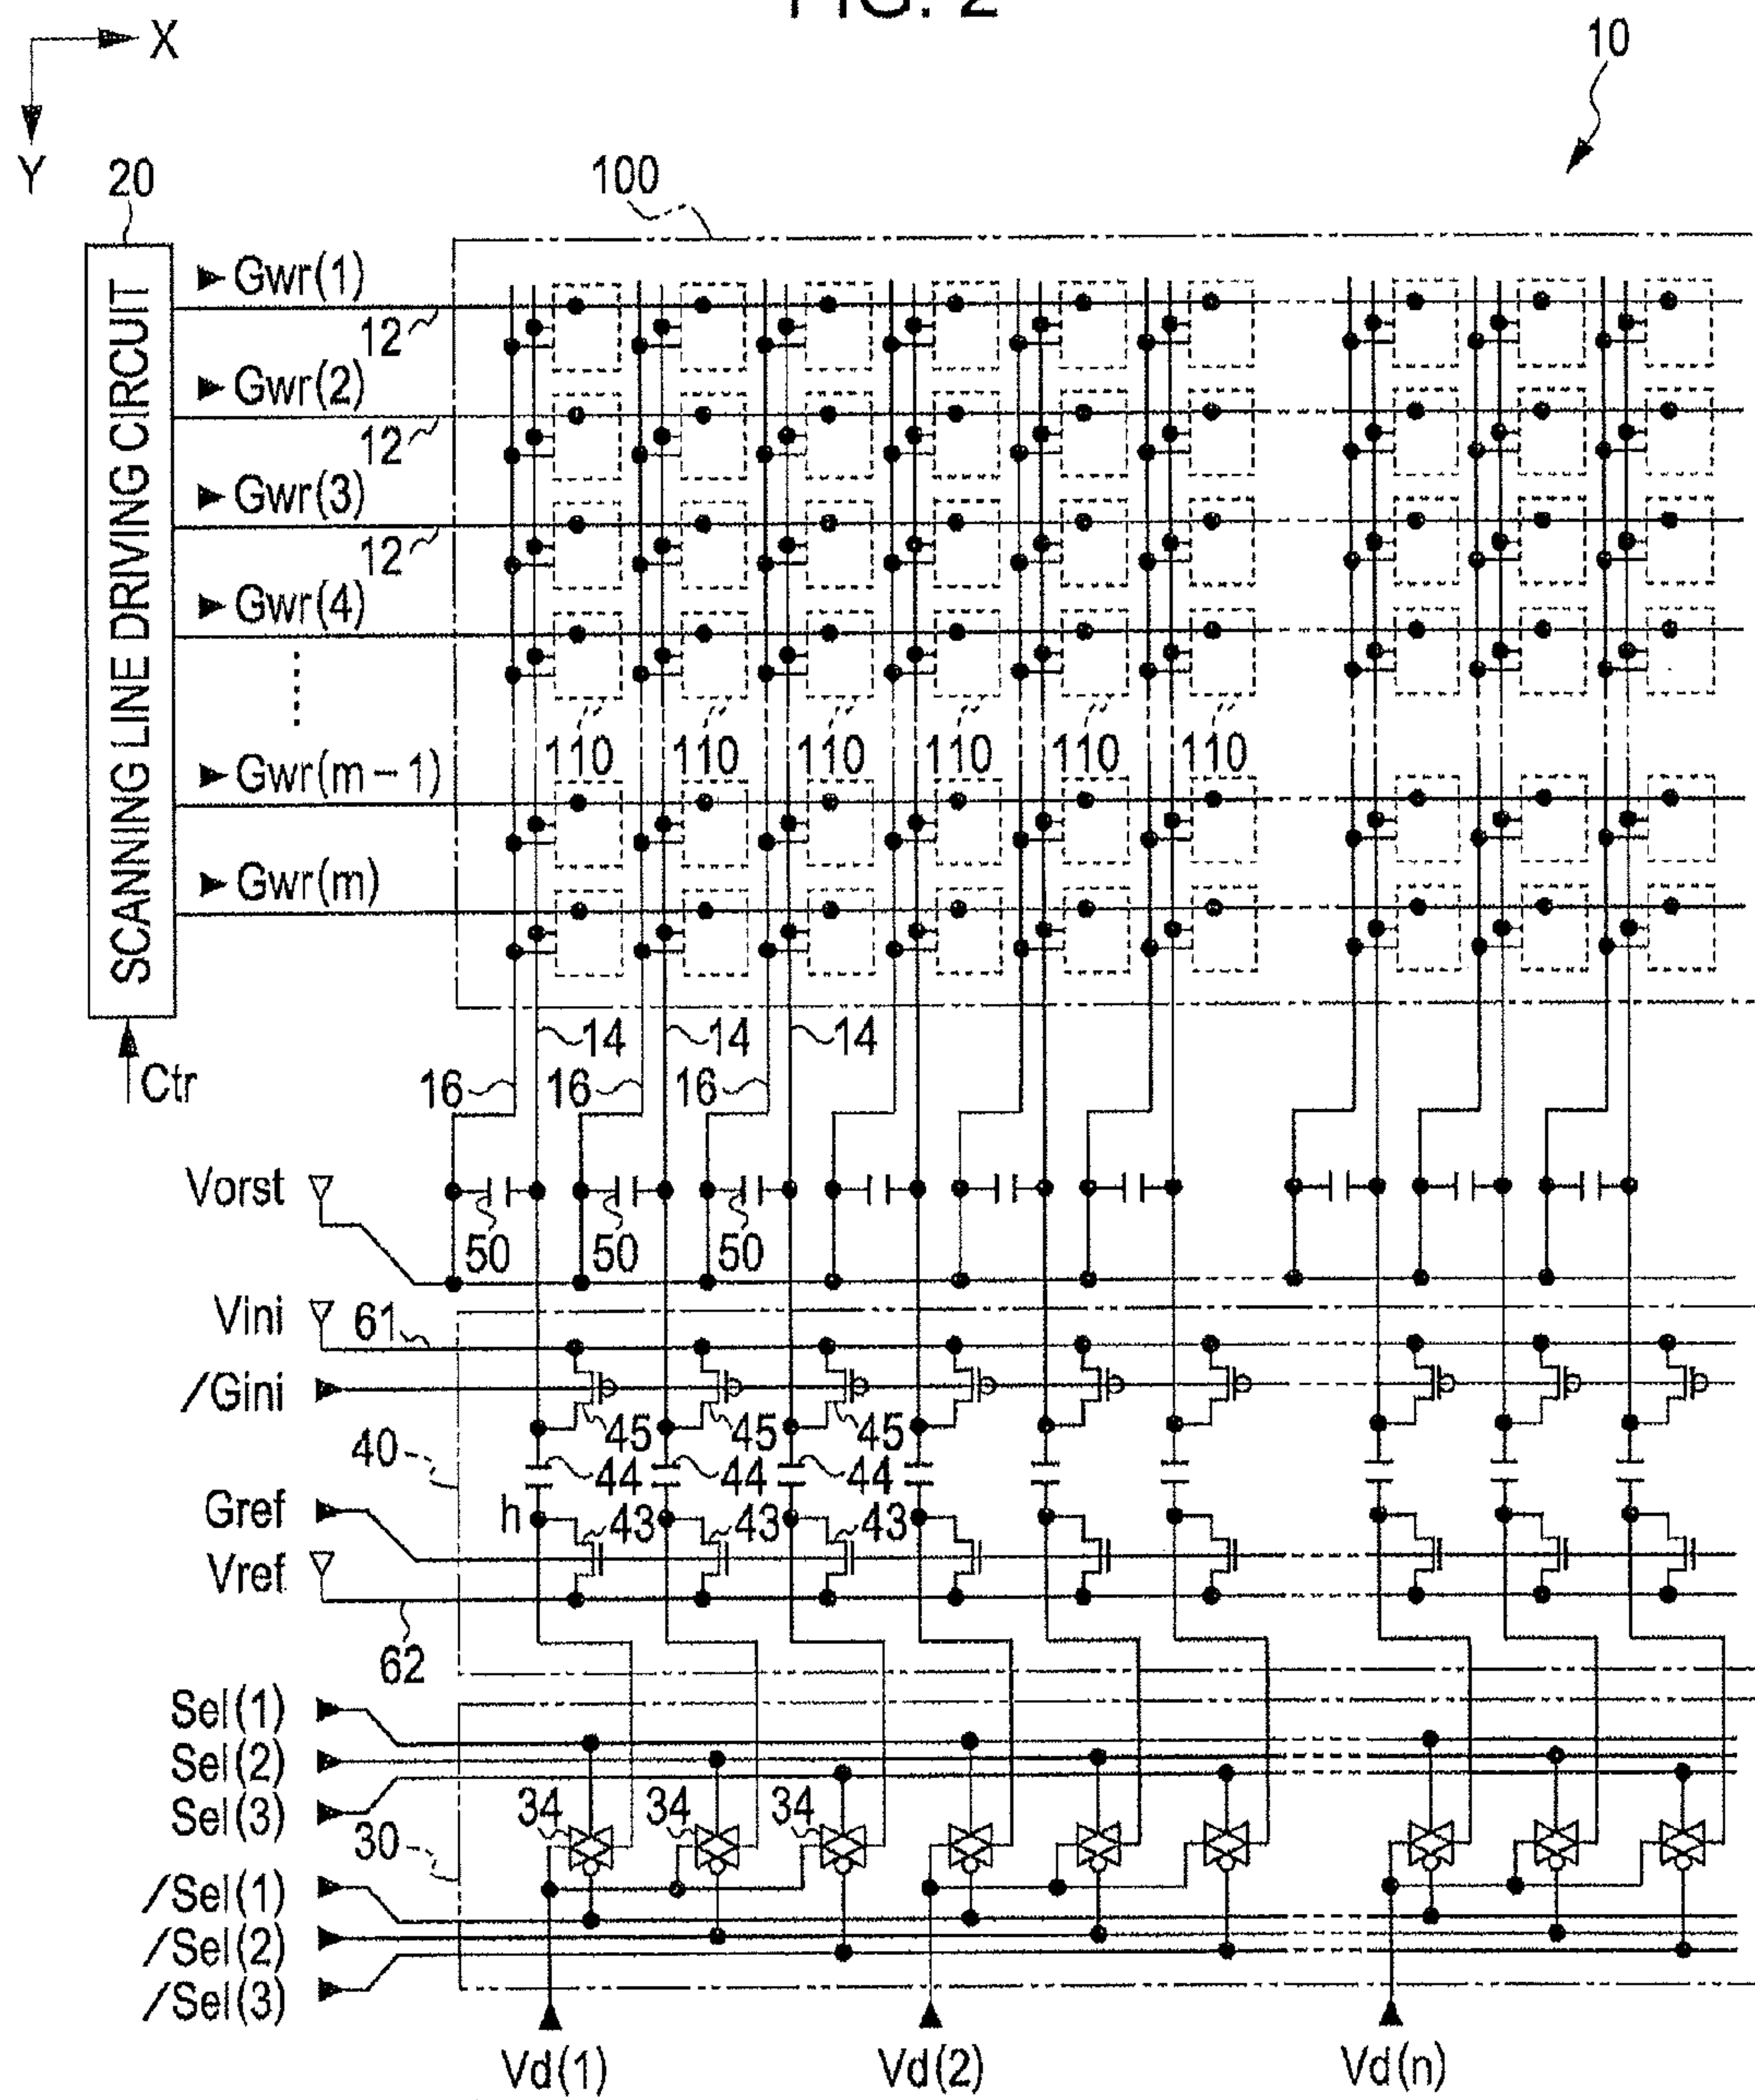 FIG. 2
X
10
Y
20
100
SCANNING LINE DRIVING CIRCUIT
Gwr(1)
12
Gwr(2)
12
Gwr(3)
12
Gwr(4)
110 110 110 110 110 110
Gwr(m-1)
Gwr(m)
14 14 14
Ctr
16 16 16
Vorst
50 50 50
Vini
61
/Gini
45 45 45
40
44 44 44
Gref
h
43 43 43
Vref
62
Sel(1)
Sel(2)
Sel(3)
34 34 34
30
/Sel(1)
/Sel(2)
/Sel(3)
Vd(1) Vd(2) Vd(n)